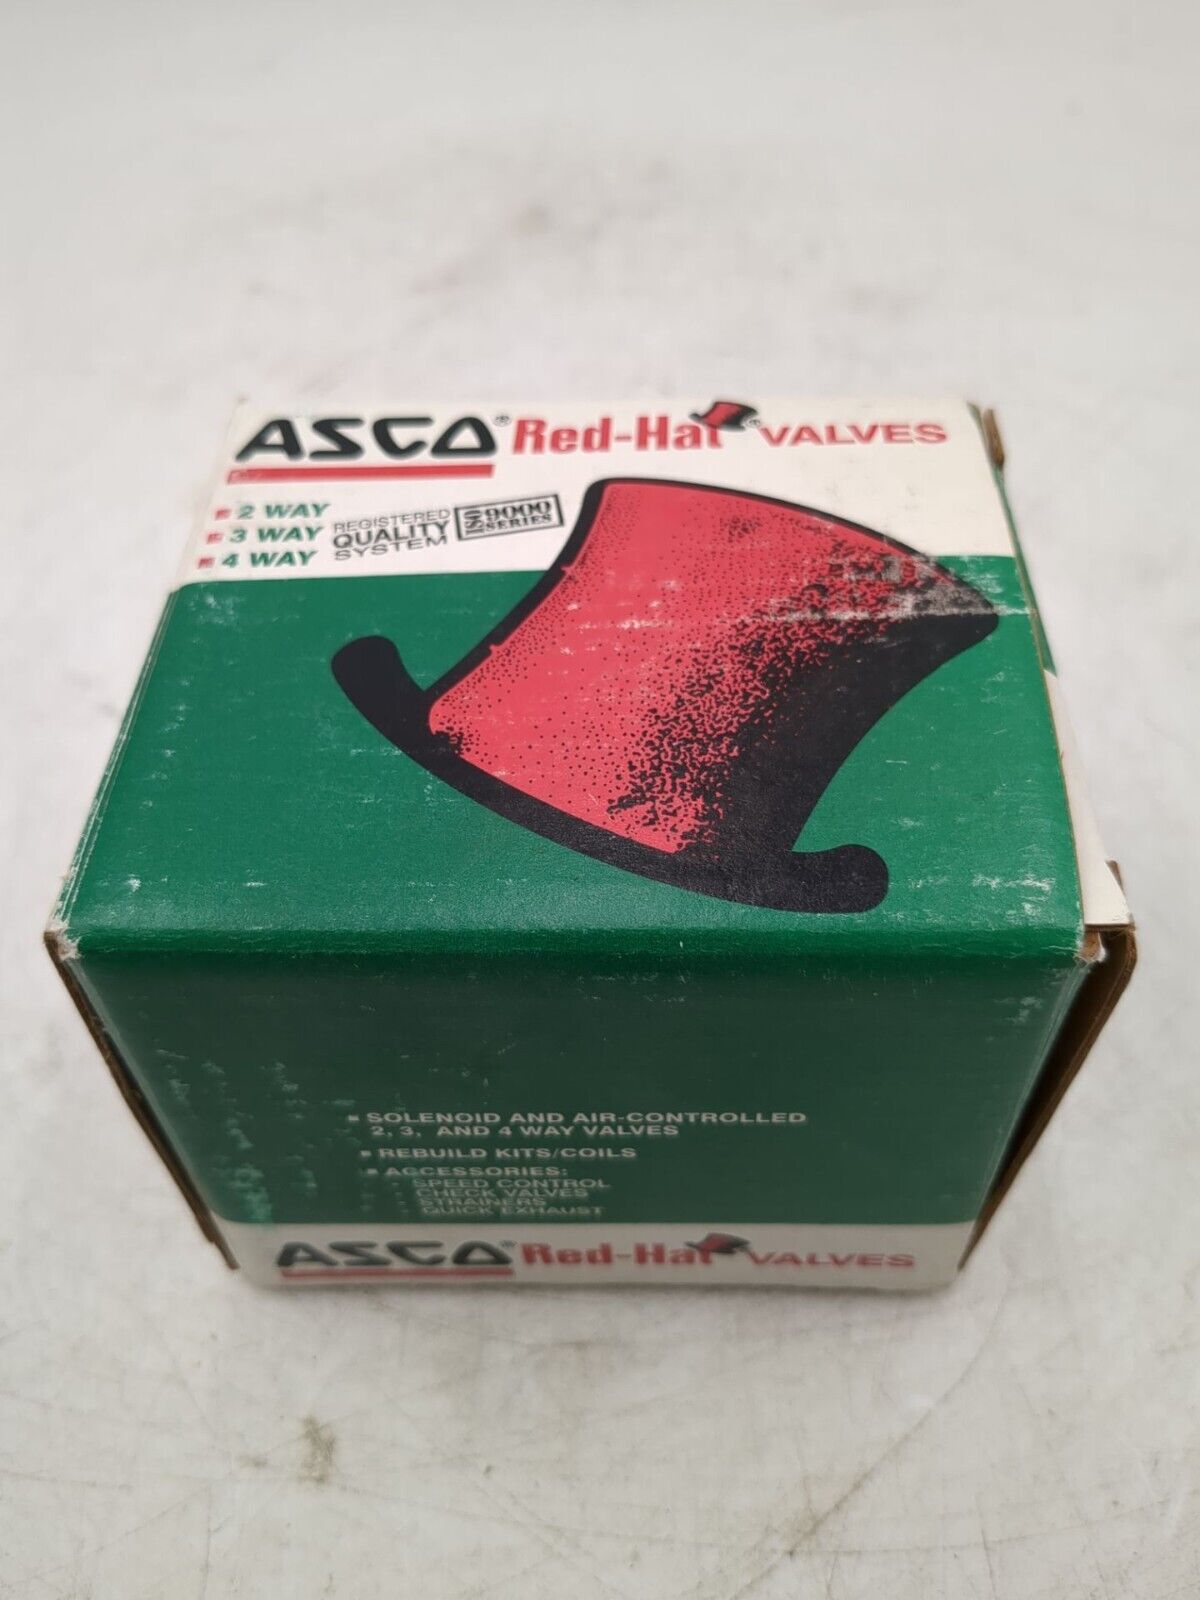 ASCO® Red-Hat® VALVES
2 WAY
3 WAY
4 WAY
REGISTERED
QUALITY
SYSTEM
ISO 9000
SERIES
SOLENOID AND AIR-CONTROLLED
2, 3, AND 4 WAY VALVES
REBUILD KITS/COILS
ACCESSORIES:
SPEED CONTROL
CHECK VALVES
STRAINERS
QUICK EXHAUST
ASCO® Red-Hat VALVES